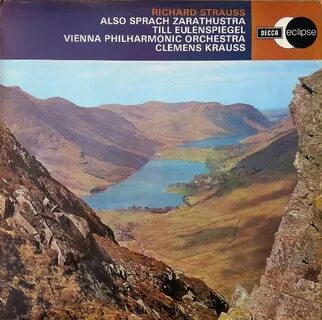 RICHARD STRAUSS
ALSO SPRACH ZARATHUSTRA
TILL EULENSPIEGEL
VIENNA PHILHARMONIC ORCHESTRA
CLEMENS KRAUSS
DECCA eclipse